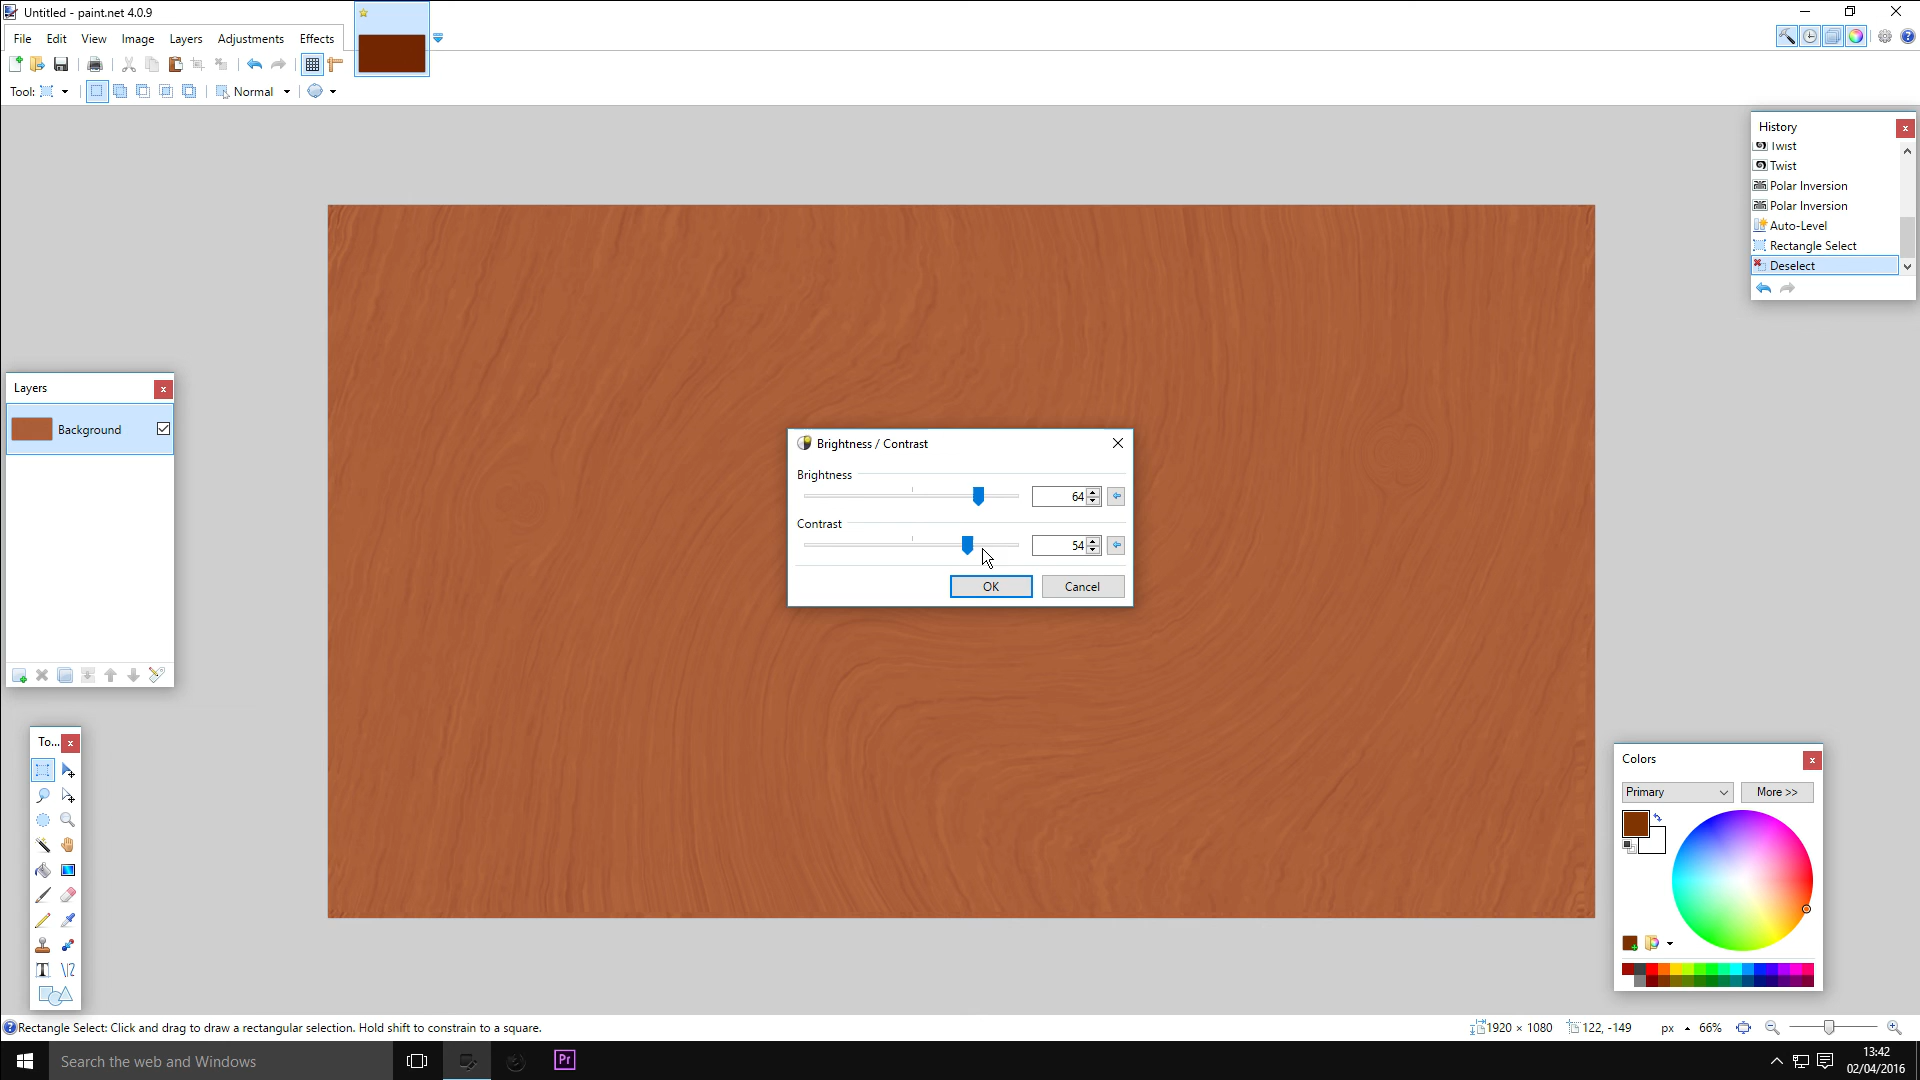 Untitled - paint.net 4.0.9
File Edit View Image Layers Adjustments Effects
Tool: Normal
History
Twist
Twist
Polar Inversion
Polar Inversion
Auto-Level
Rectangle Select
Deselect
Layers
Background
Brightness / Contrast
Brightness
64
Contrast
54
OK Cancel
To...
Colors
Primary More >>
Rectangle Select: Click and drag to draw a rectangular selection. Hold shift to constrain to a square.
1920 × 1080 122, -149 px 66%
Search the web and Windows
Pr
13:42
02/04/2016